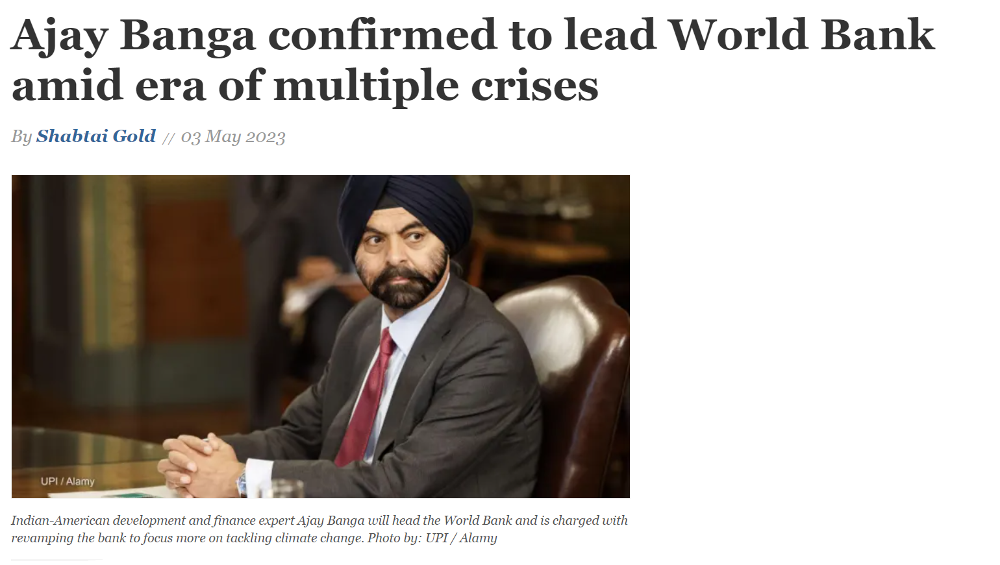 Ajay Banga confirmed to lead World Bank
amid era of multiple crises
By Shabtai Gold // 03 May 2023
UPI / Alamy
Indian-American development and finance expert Ajay Banga will head the World Bank and is charged with
revamping the bank to focus more on tackling climate change. Photo by: UPI / Alamy